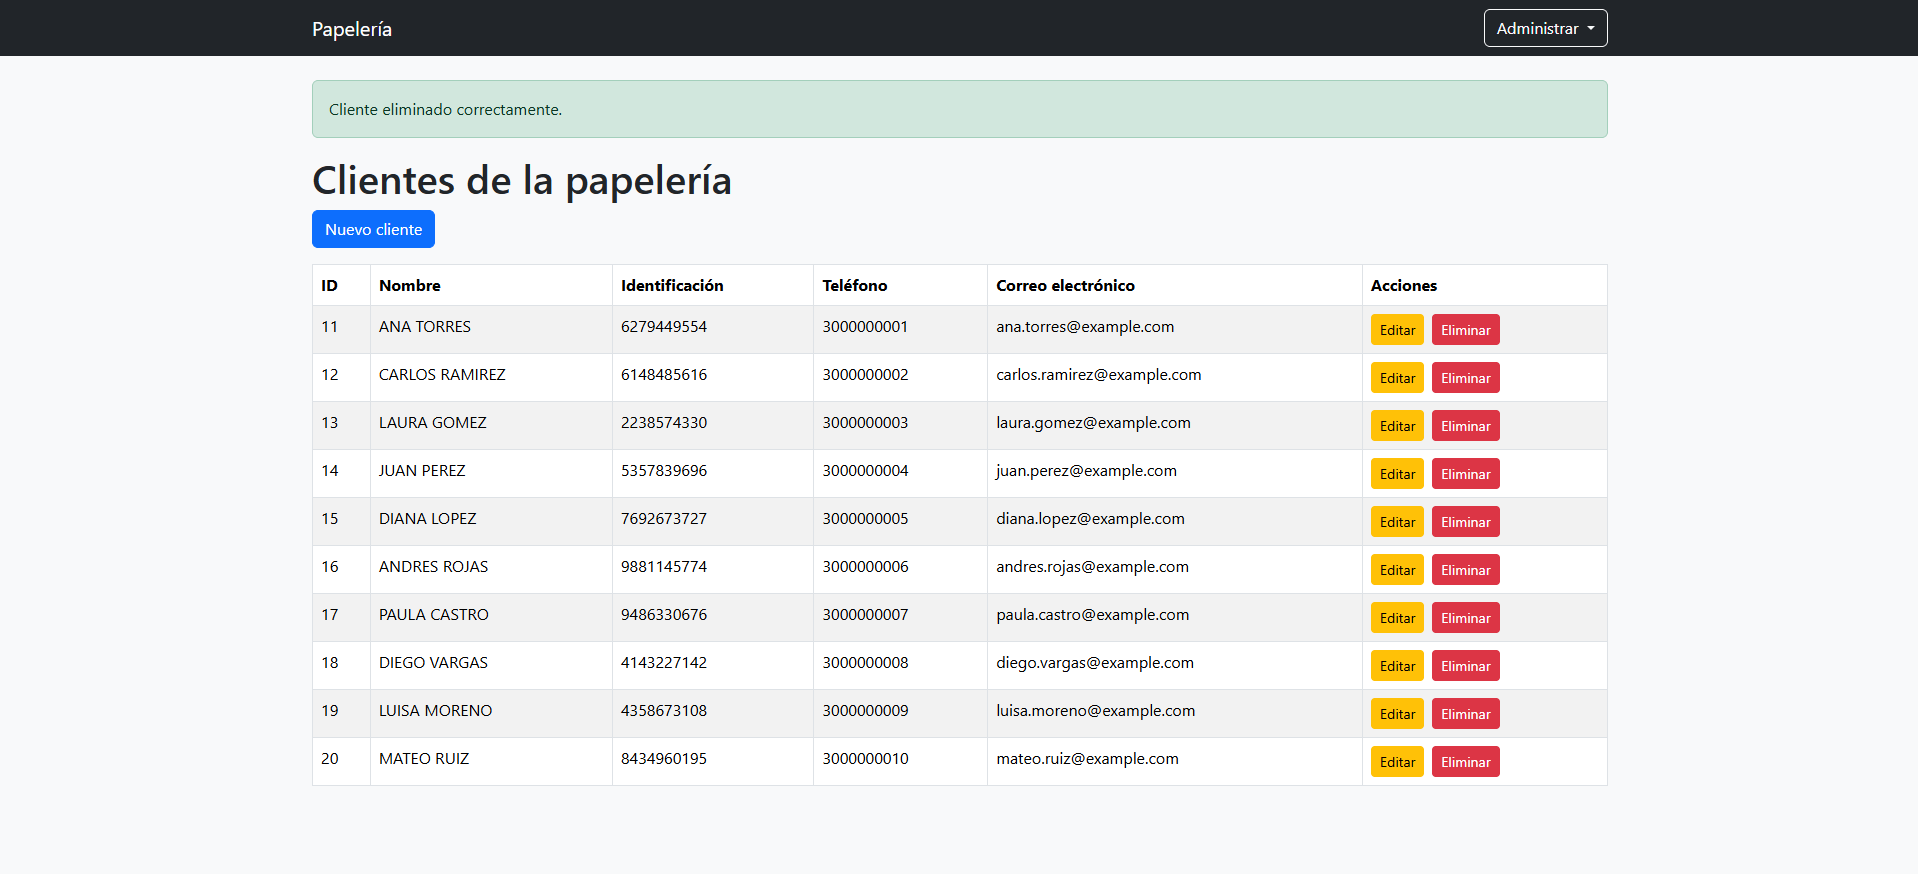 Papelería Administrar
Cliente eliminado correctamente.
Clientes de la papelería
Nuevo cliente
ID Nombre Identificación Teléfono Correo electrónico Acciones
11 ANA TORRES 6279449554 3000000001 ana.torres@example.com Editar Eliminar
12 CARLOS RAMIREZ 6148485616 3000000002 carlos.ramirez@example.com Editar Eliminar
13 LAURA GOMEZ 2238574330 3000000003 laura.gomez@example.com Editar Eliminar
14 JUAN PEREZ 5357839696 3000000004 juan.perez@example.com Editar Eliminar
15 DIANA LOPEZ 7692673727 3000000005 diana.lopez@example.com Editar Eliminar
16 ANDRES ROJAS 9881145774 3000000006 andres.rojas@example.com Editar Eliminar
17 PAULA CASTRO 9486330676 3000000007 paula.castro@example.com Editar Eliminar
18 DIEGO VARGAS 4143227142 3000000008 diego.vargas@example.com Editar Eliminar
19 LUISA MORENO 4358673108 3000000009 luisa.moreno@example.com Editar Eliminar
20 MATEO RUIZ 8434960195 3000000010 mateo.ruiz@example.com Editar Eliminar